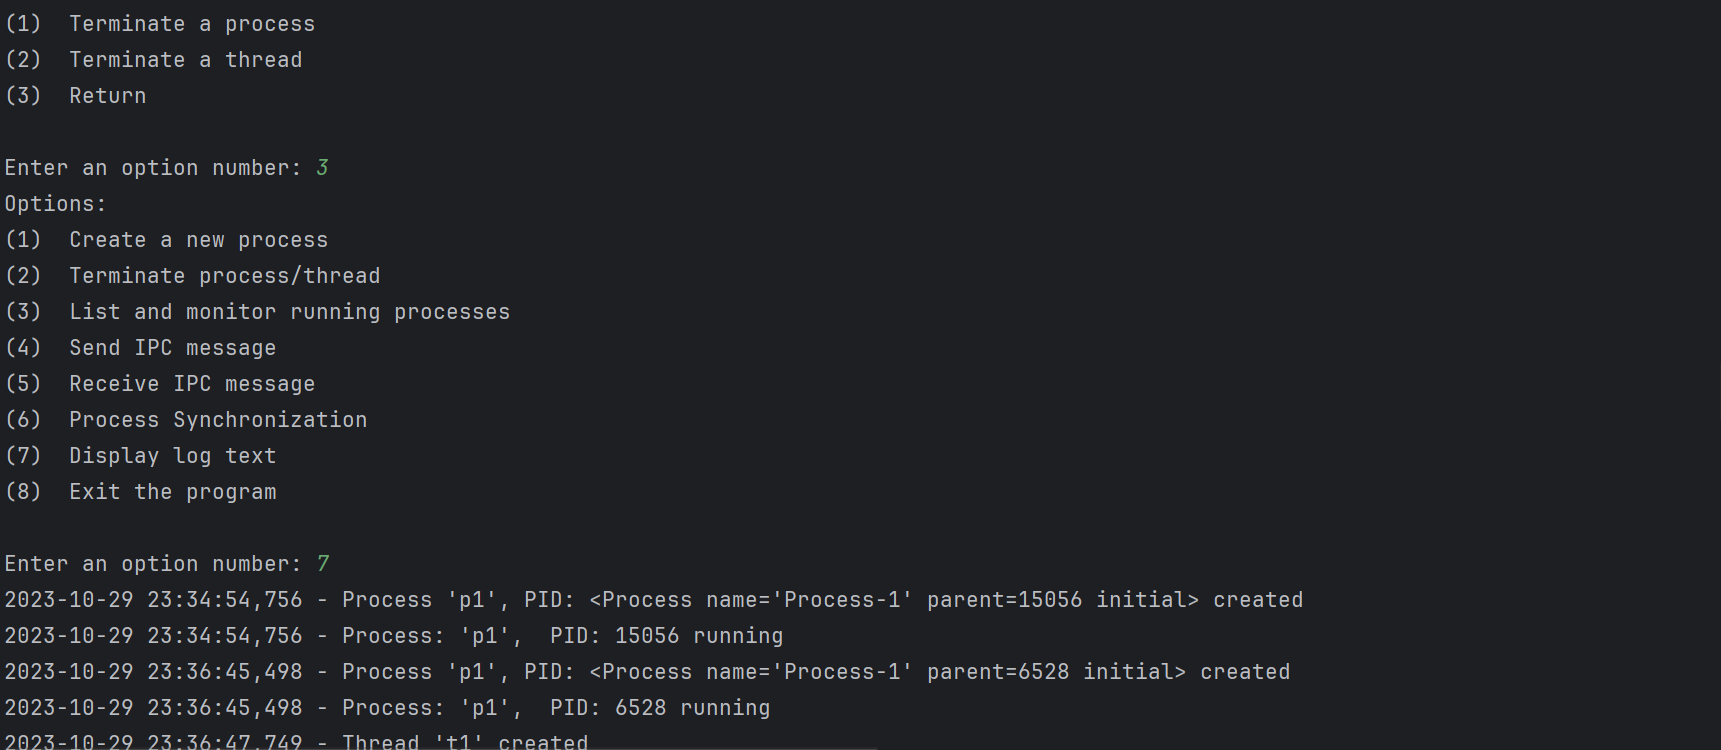 (1)  Terminate a process
(2)  Terminate a thread
(3)  Return
Enter an option number: 3
Options:
(1)  Create a new process
(2)  Terminate process/thread
(3)  List and monitor running processes
(4)  Send IPC message
(5)  Receive IPC message
(6)  Process Synchronization
(7)  Display log text
(8)  Exit the program
Enter an option number: 7
2023-10-29 23:34:54,756 - Process 'p1', PID: <Process name='Process-1' parent=15056 initial> created
2023-10-29 23:34:54,756 - Process: 'p1',  PID: 15056 running
2023-10-29 23:36:45,498 - Process 'p1', PID: <Process name='Process-1' parent=6528 initial> created
2023-10-29 23:36:45,498 - Process: 'p1',  PID: 6528 running
2023-10-29 23:36:47,749 - Thread 't1' created